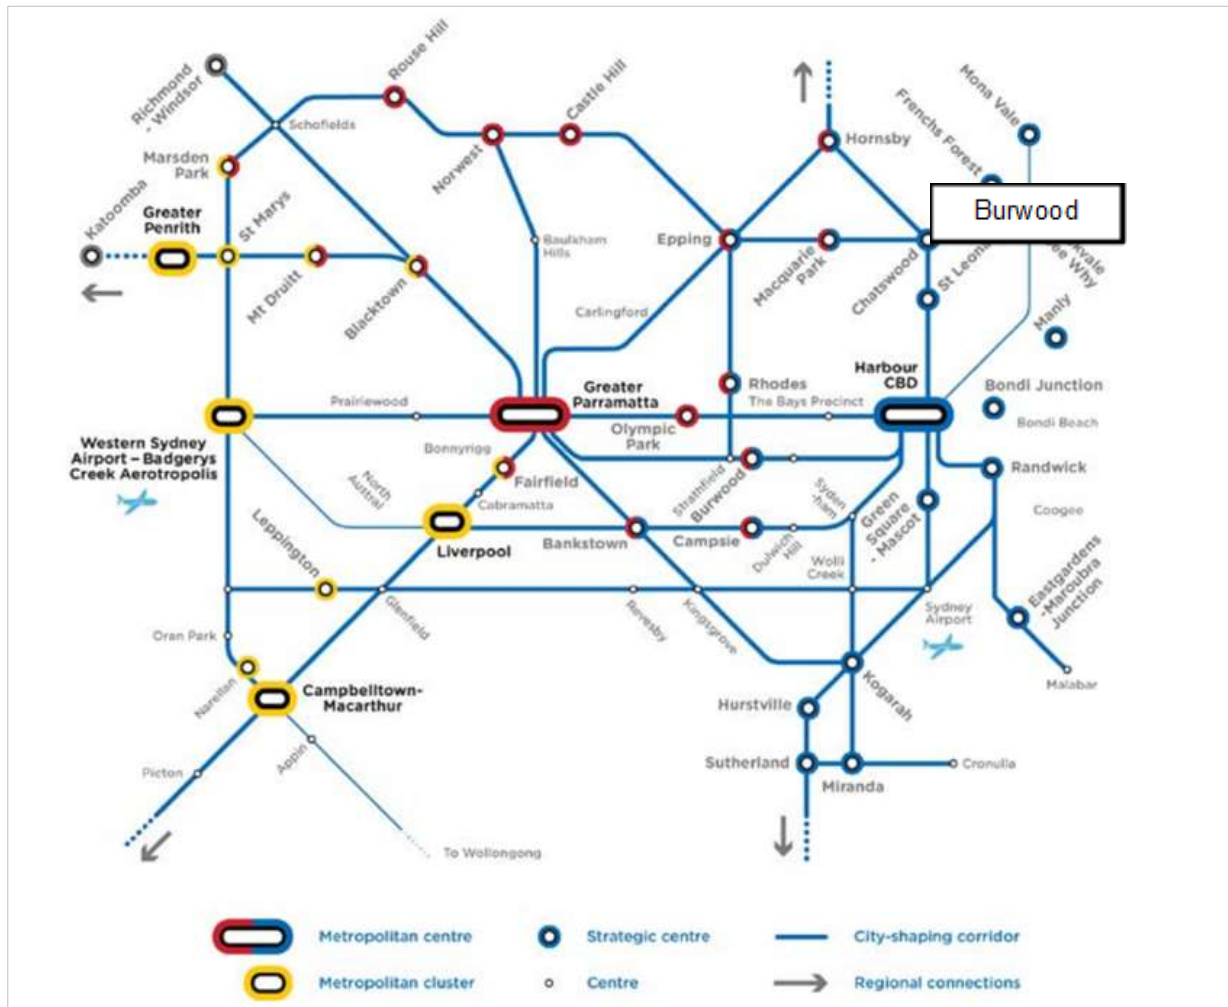 Rouse Hill
Richmond
- Windsor
Castle Hill
Mona Vale
Frenchs Forest
Schofields
Hornsby
Marsden
Park
Norwest
Katoomba
Greater
Penrith
St Marys
Burwood
Epping
Baulkham
Hills
Macquarie
Park
Chatswood
St Leon
ee Why
Mt Druitt
Blacktown
Carlingford
Manly
Harbour
CBD
Greater
Parramatta
Rhodes
The Bays Precinct
Bondi Junction
Prairiewood
Olympic
Park
Bondi Beach
Western Sydney
Airport – Badgerys
Creek Aerotropolis
Bonnyrigg
Fairfield
Strathfield
Burwood
Randwick
North
Austral
Cabramatta
Syden
-ham
Green
Square
- Mascot
Coogee
Leppington
Liverpool
Bankstown
Campsie
Dulwich
Hill
Wolli
Creek
Eastgardens
-Maroubra
Junction
Glenfield
Revesby
Kingsgrove
Sydney
Airport
Oran Park
Narellan
Campbelltown-
Macarthur
Kogarah
Malabar
Hurstville
Picton
Appin
Sutherland
Miranda
Cronulla
To Wollongong
Metropolitan centre
Strategic centre
City-shaping corridor
Metropolitan cluster
Centre
Regional connections